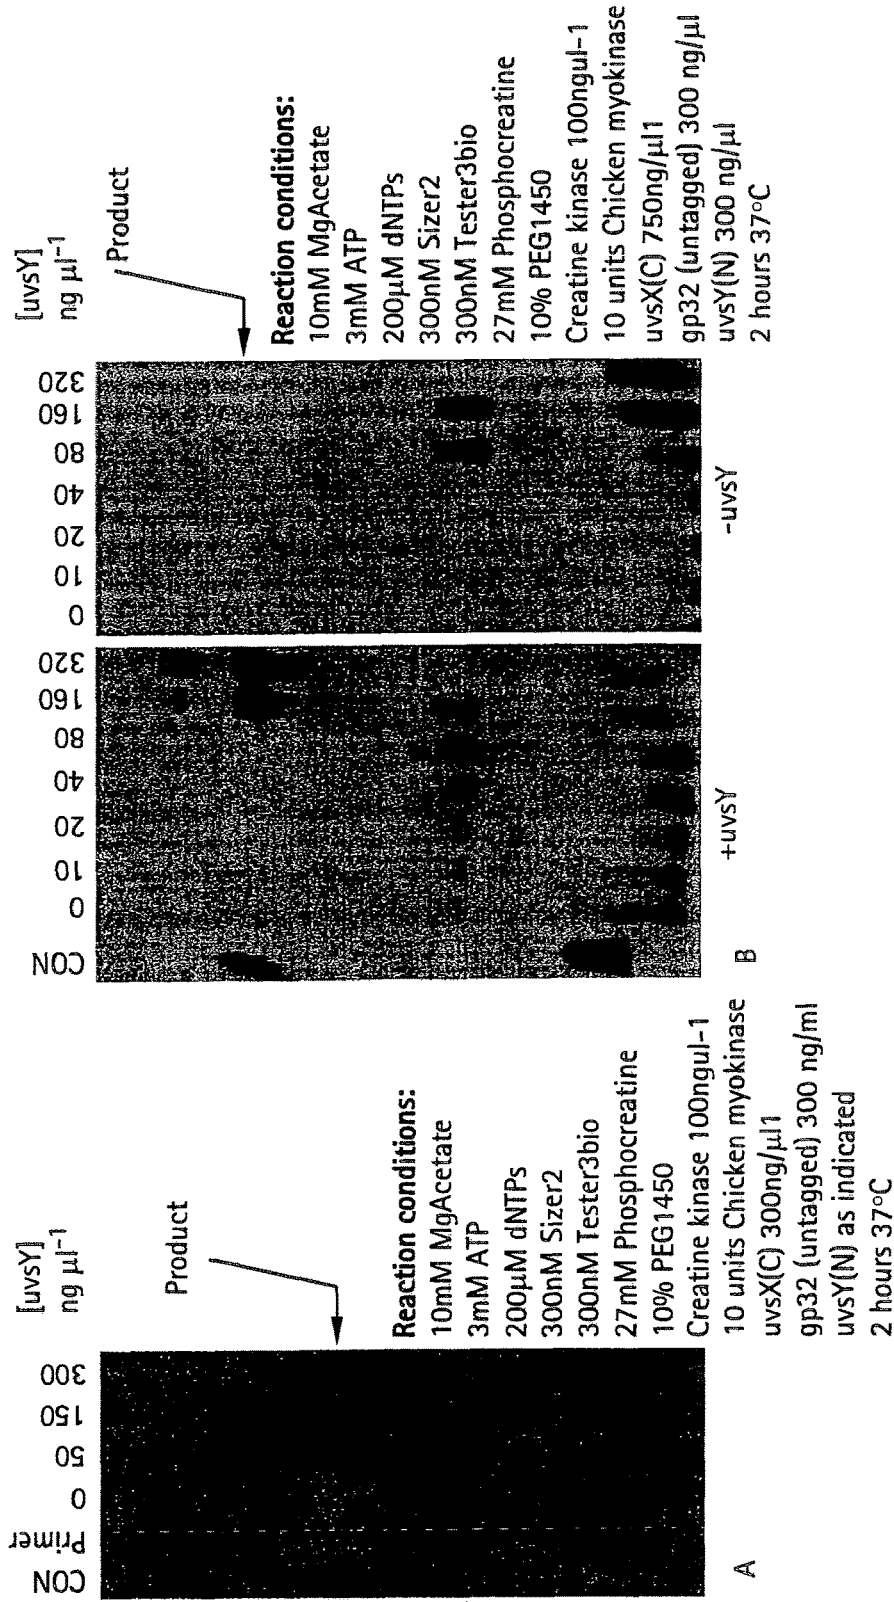 [uvsY]
ng µl⁻¹
CON
Primer
0
50
150
300
Product
A
Reaction conditions:
10mM MgAcetate
3mM ATP
200µM dNTPs
300nM Sizer2
300nM Tester3bio
27mM Phosphocreatine
10% PEG1450
Creatine kinase 100ngul-1
10 units Chicken myokinase
uvsX(C) 300ng/µl1
gp32 (untagged) 300 ng/ml
uvsY(N) as indicated
2 hours 37°C
[uvsY]
ng µl⁻¹
CON
0
10
20
40
80
160
320
0
10
20
40
80
160
320
Product
B
+uvsY
-uvsY
Reaction conditions:
10mM MgAcetate
3mM ATP
200µM dNTPs
300nM Sizer2
300nM Tester3bio
27mM Phosphocreatine
10% PEG1450
Creatine kinase 100ngul-1
10 units Chicken myokinase
uvsX(C) 750ng/µl1
gp32 (untagged) 300 ng/µl
uvsY(N) 300 ng/µl
2 hours 37°C